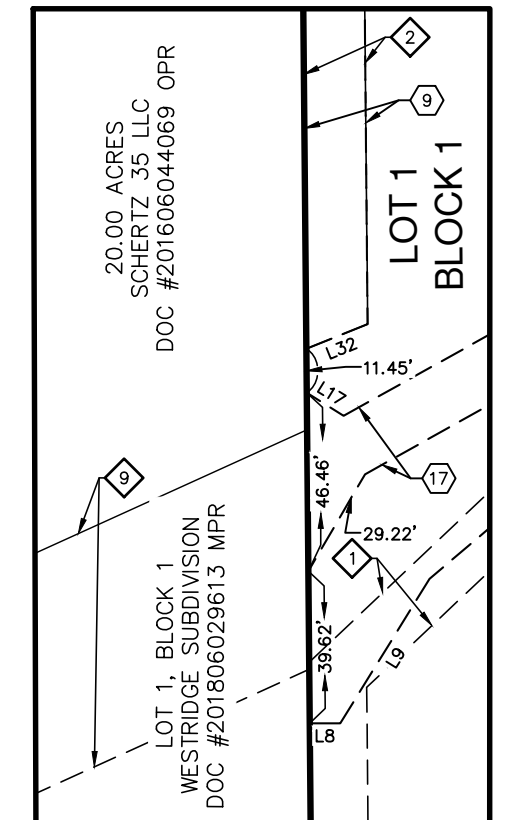 2
9
20.00 ACRES
SCHERTZ 35 LLC
DOC #201606044069 OPR
LOT 1
BLOCK 1
L32
11.45'
L17
9
46.46'
17
29.22'
1
LOT 1, BLOCK 1
WESTRIDGE SUBDIVISION
DOC #201806029613 MPR
39.62'
L9
L8